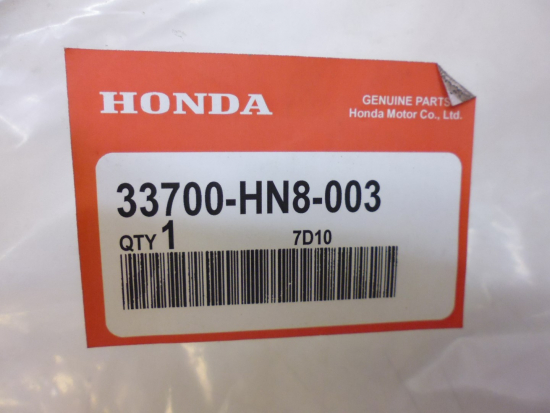 HONDA
GENUINE PARTS
Honda Motor Co., Ltd.
33700-HN8-003
QTY 1 7D10